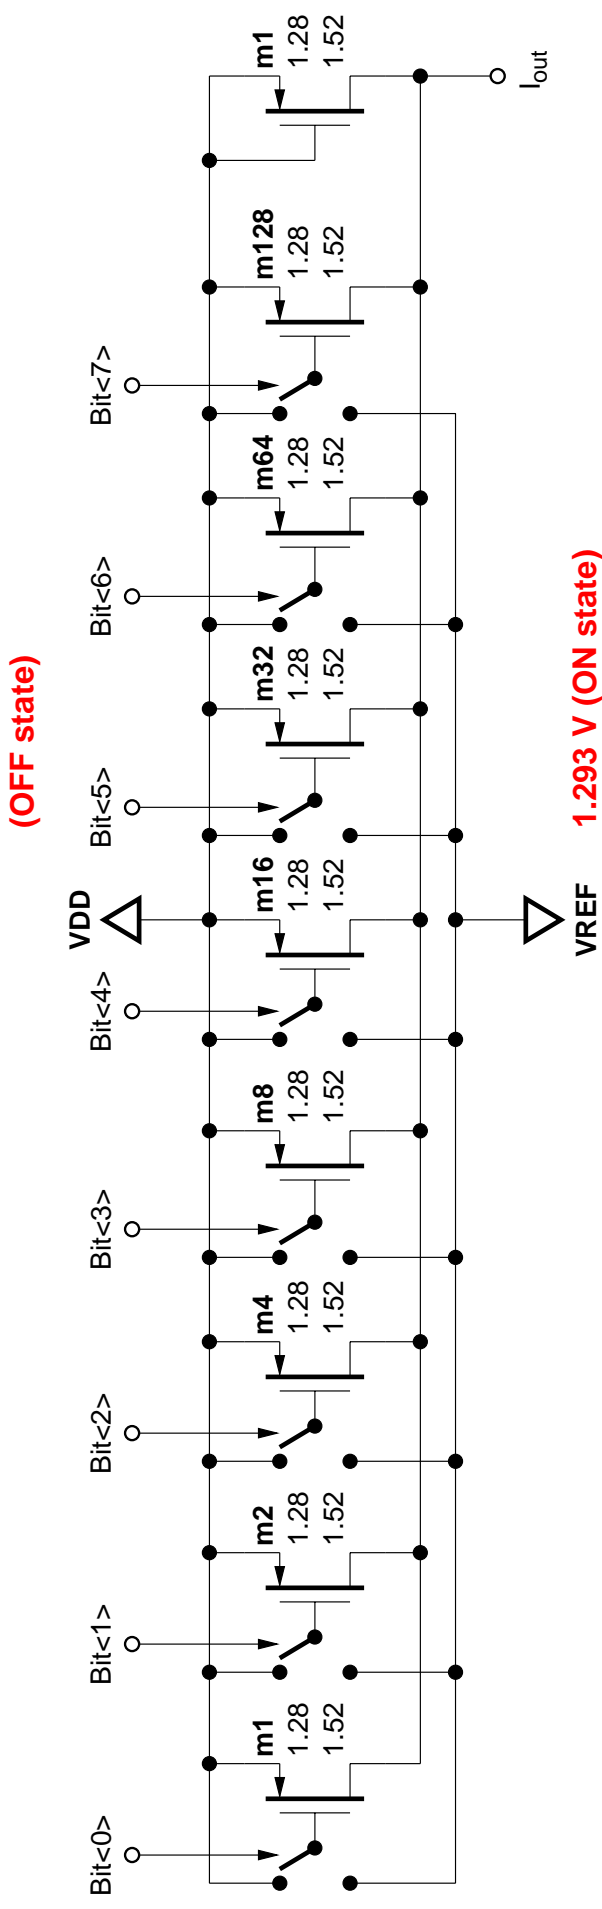 (OFF state)
VDD
Bit<0>
Bit<1>
Bit<2>
Bit<3>
Bit<4>
Bit<5>
Bit<6>
Bit<7>
m1
1.28
1.52
m2
1.28
1.52
m4
1.28
1.52
m8
1.28
1.52
m16
1.28
1.52
m32
1.28
1.52
m64
1.28
1.52
m128
1.28
1.52
m1
1.28
1.52
Iout
VREF
1.293 V (ON state)